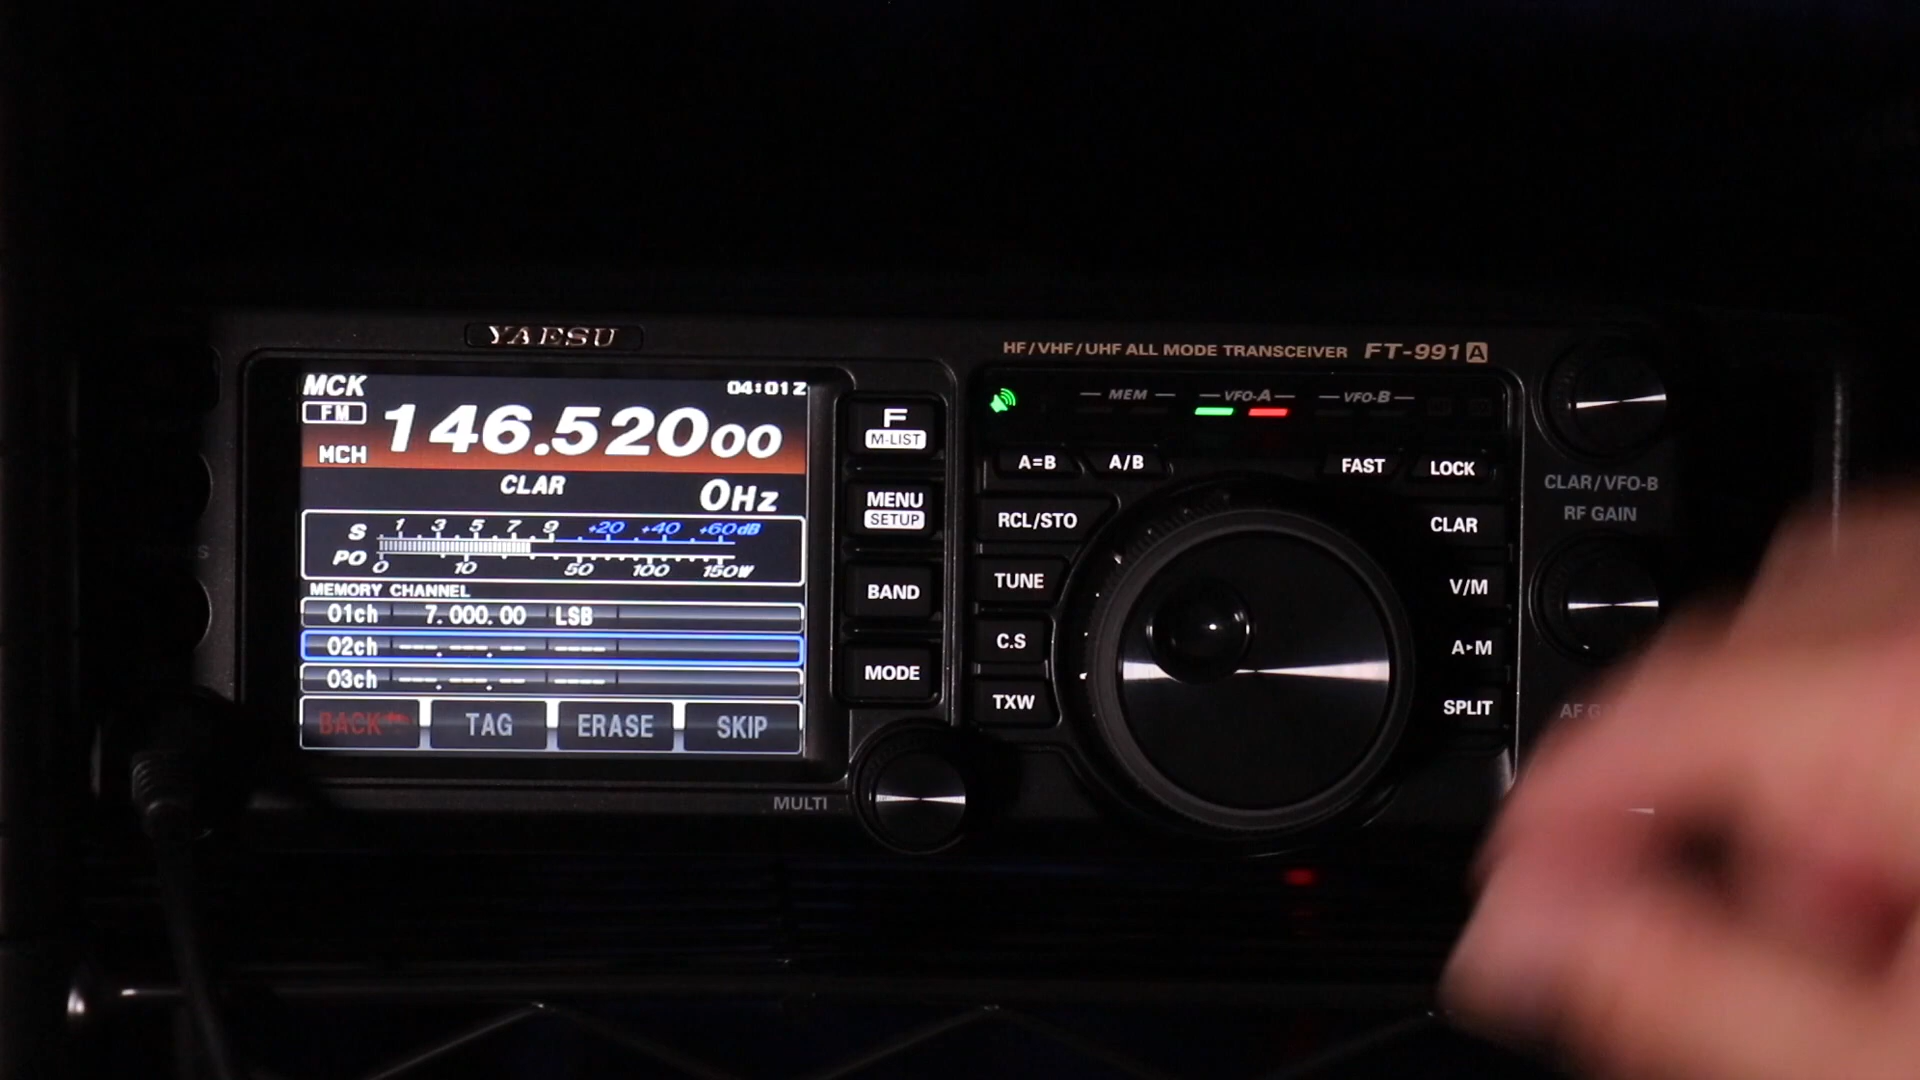 YAESU
HF/VHF/UHF ALL MODE TRANSCEIVER FT-991A
MCK 04:01Z
FM 146.52000
MCH
CLAR 0Hz
S 1 3 5 7 9 +20 +40 +60dB
PO 0 10 50 100 150W
MEMORY CHANNEL
01ch 7.000.00 LSB
02ch ---.---.-- ----
03ch ---.---.-- ----
BACK TAG ERASE SKIP
F
M-LIST
MENU
SETUP
BAND
MODE
MULTI
MEM VFO-A VFO-B
A=B A/B FAST LOCK
RCL/STO
TUNE
C.S
TXW
CLAR
V/M
A▸M
SPLIT
CLAR/VFO-B
RF GAIN
AF